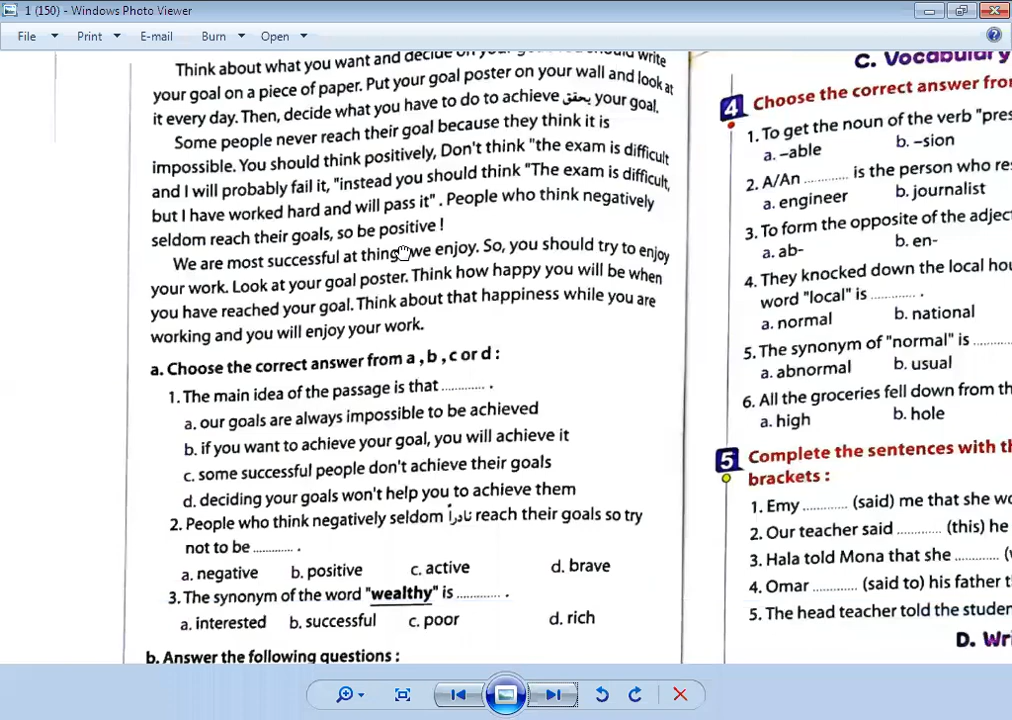 1 (150) - Windows Photo Viewer
File Print E-mail Burn Open
Think about what you want and decide on your should write
your goal on a piece of paper. Put your goal poster on your wall and look at
it every day. Then, decide what you have to do to achieve يحقق your goal.
Some people never reach their goal because they think it is
impossible. You should think positively, Don't think "the exam is difficult
and I will probably fail it, "instead you should think "The exam is difficult,
but I have worked hard and will pass it" . People who think negatively
seldom reach their goals, so be positive !
We are most successful at things we enjoy. So, you should try to enjoy
your work. Look at your goal poster. Think how happy you will be when
you have reached your goal. Think about that happiness while you are
working and you will enjoy your work.
a. Choose the correct answer from a , b , c or d :
1. The main idea of the passage is that ............ .
a. our goals are always impossible to be achieved
b. if you want to achieve your goal, you will achieve it
c. some successful people don't achieve their goals
d. deciding your goals won't help you to achieve them
2. People who think negatively seldom نادراً reach their goals so try
not to be ............ .
a. negative b. positive c. active d. brave
3. The synonym of the word "wealthy" is ............ .
a. interested b. successful c. poor d. rich
b. Answer the following questions :
C. Vocabulary
4 Choose the correct answer from
1. To get the noun of the verb "pres
a. –able b. –sion
2. A/An ............ is the person who re
a. engineer b. journalist
3. To form the opposite of the adject
a. ab- b. en-
4. They knocked down the local hou
word "local" is ............ .
a. normal b. national
5. The synonym of "normal" is ............
a. abnormal b. usual
6. All the groceries fell down from th
a. high b. hole
5 Complete the sentences with th
brackets :
1. Emy ............ (said) me that she wo
2. Our teacher said ............ (this) he
3. Hala told Mona that she ............ (
4. Omar ............ (said to) his father t
5. The head teacher told the studen
D. Wri